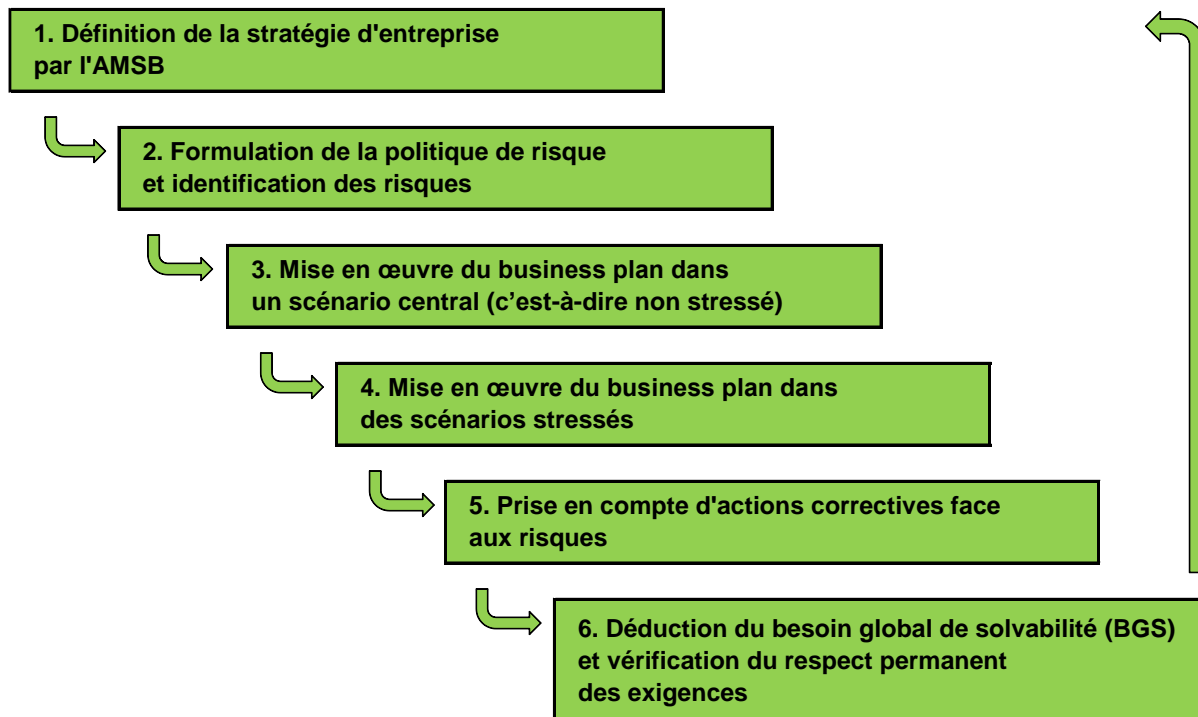 1. Définition de la stratégie d'entreprise
par l'AMSB
2. Formulation de la politique de risque
et identification des risques
3. Mise en œuvre du business plan dans
un scénario central (c’est-à-dire non stressé)
4. Mise en œuvre du business plan dans
des scénarios stressés
5. Prise en compte d'actions correctives face
aux risques
6. Déduction du besoin global de solvabilité (BGS)
et vérification du respect permanent
des exigences